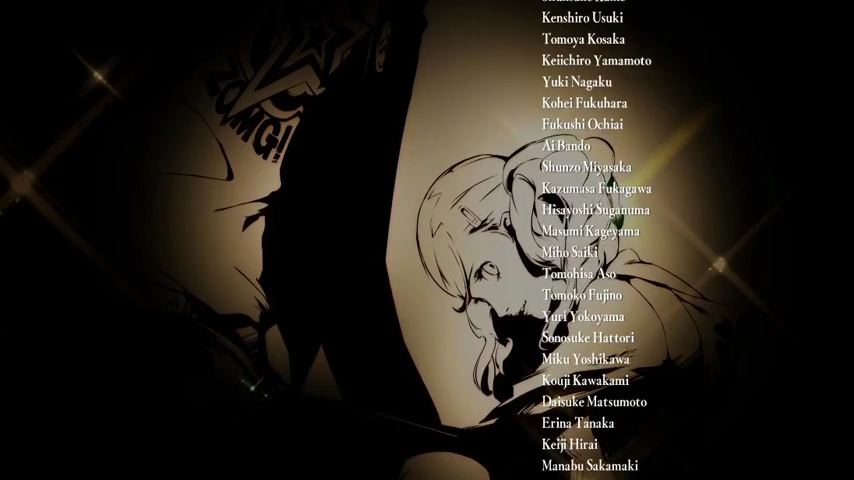 Kenshiro Usuki
Tomoya Kosaka
Keiichiro Yamamoto
Yuki Nagaku
Kohei Fukuhara
Fukushi Ochiai
Ai Bando
Shunzo Miyasaka
Kazumasa Fukagawa
Hisayoshi Suganuma
Masumi Kageyama
Miho Saiki
Tomohisa Aso
Tomoko Fujino
Yuri Yokoyama
Sonosuke Hattori
Miku Yoshikawa
Kouji Kawakami
Daisuke Matsumoto
Erina Tanaka
Keiji Hirai
Manabu Sakamaki
OMG!